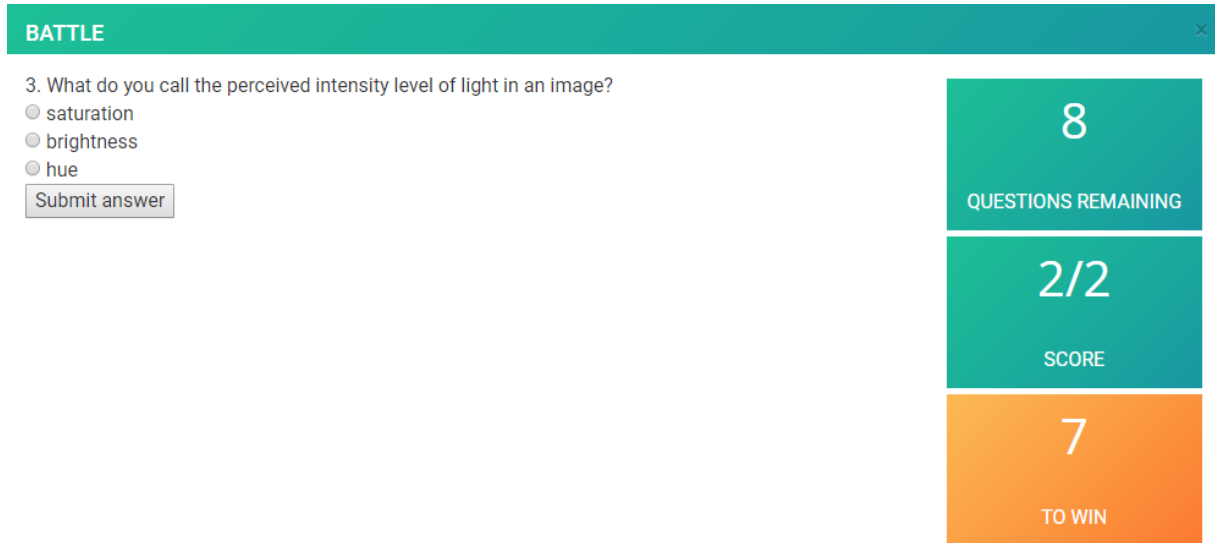 BATTLE
×
3. What do you call the perceived intensity level of light in an image?
saturation
brightness
hue
Submit answer
8
QUESTIONS REMAINING
2/2
SCORE
7
TO WIN